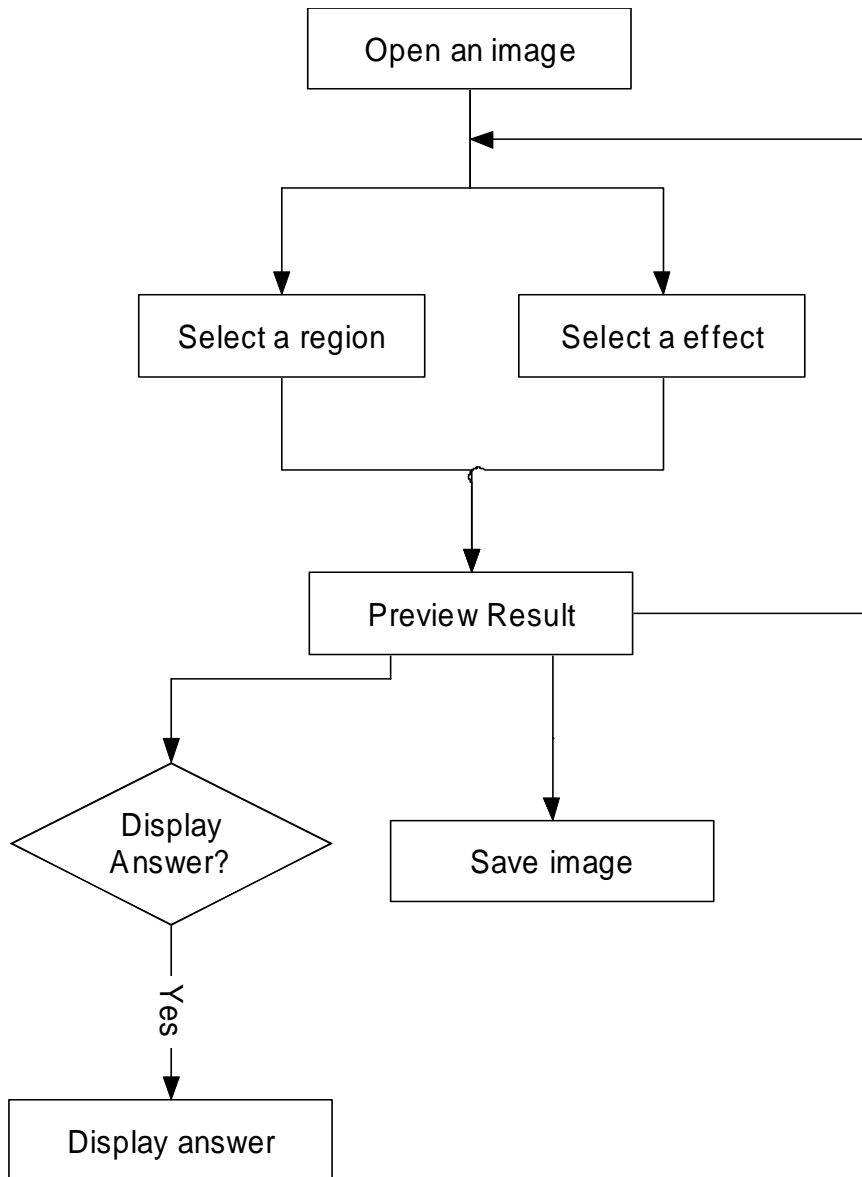 Open an image
Select a region
Select a effect
Preview Result
Display
Answer?
Save image
Yes
Display answer